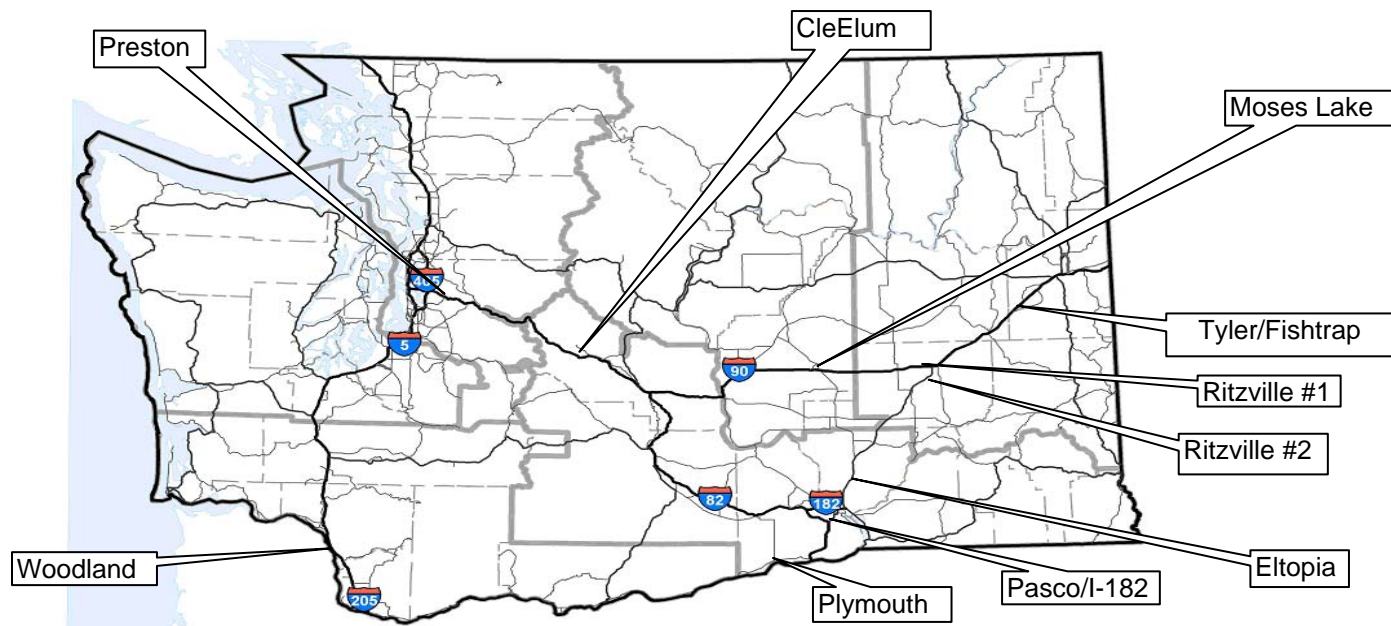 Preston
CleElum
Moses Lake
405
5
90
Tyler/Fishtrap
Ritzville #1
Ritzville #2
82
182
Woodland
205
Plymouth
Pasco/I-182
Eltopia